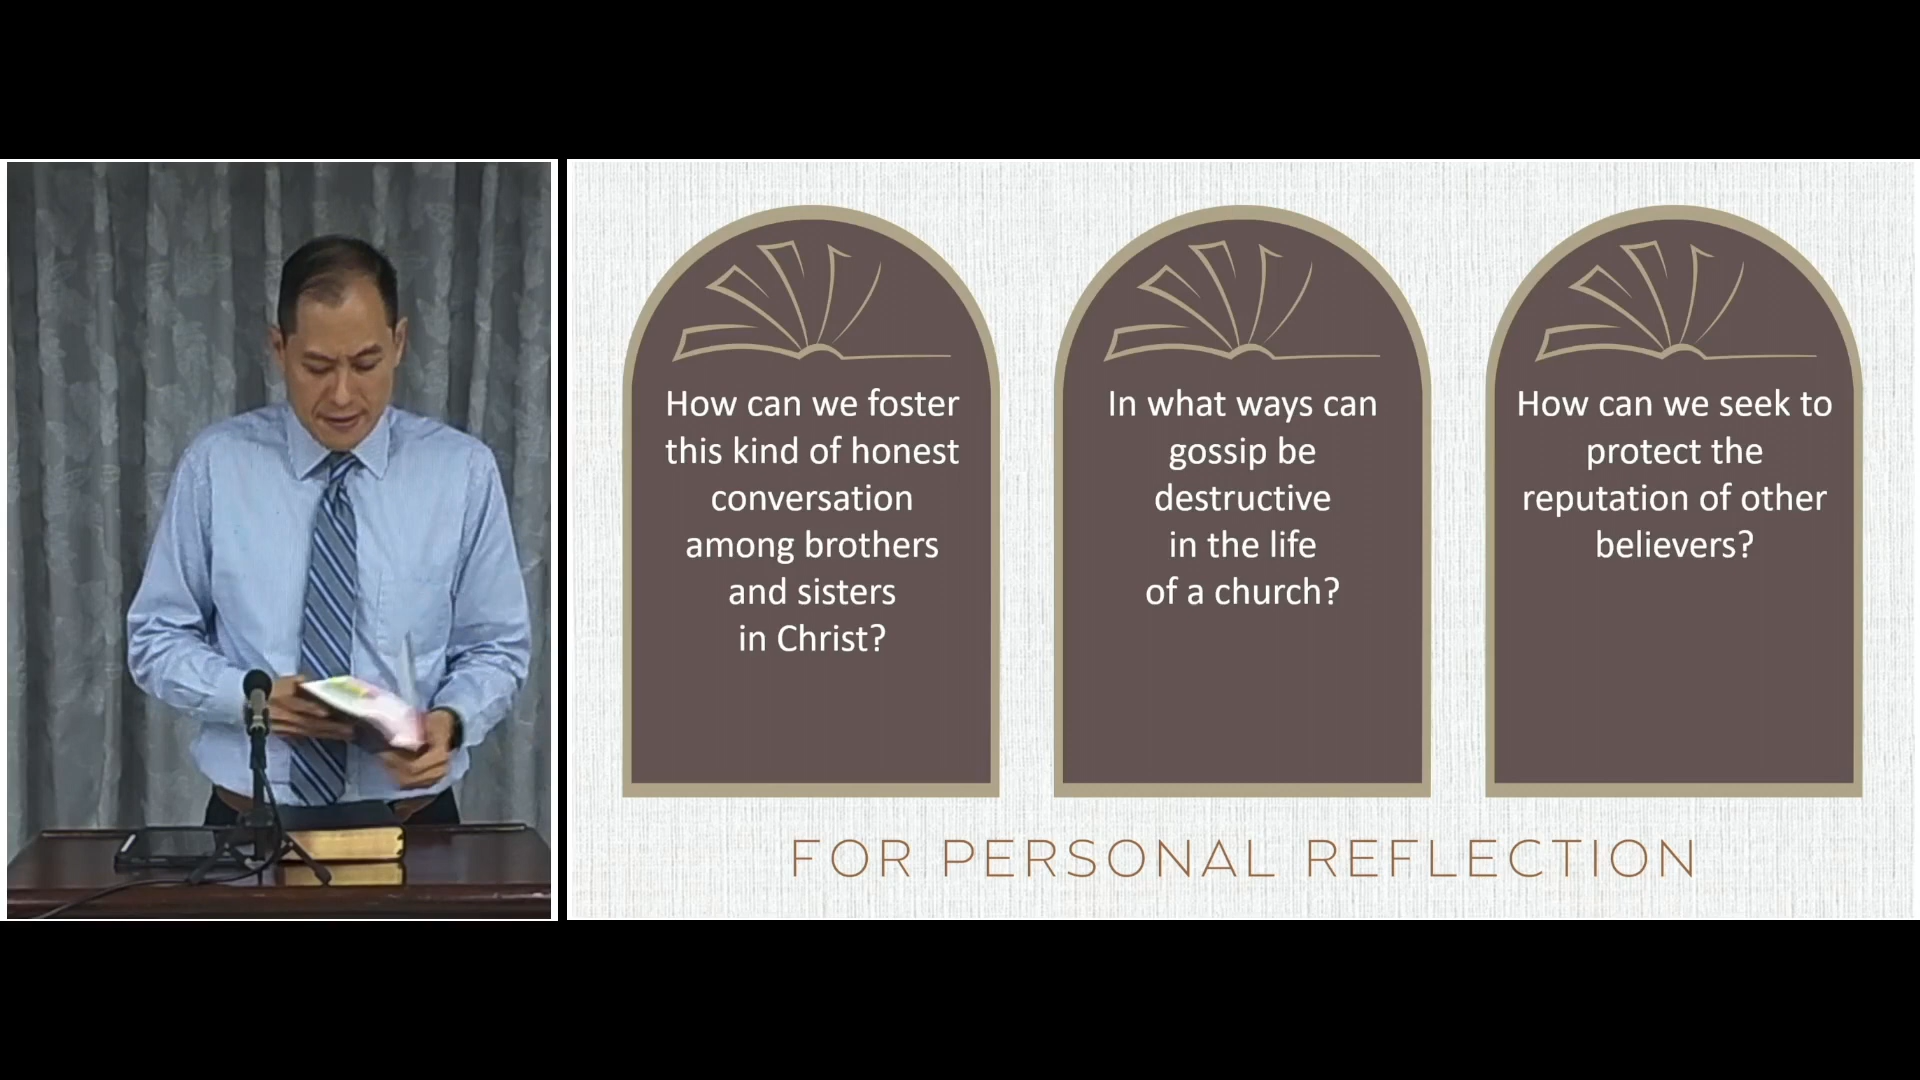 How can we foster
this kind of honest
conversation
among brothers
and sisters
in Christ?
In what ways can
gossip be
destructive
in the life
of a church?
How can we seek to
protect the
reputation of other
believers?
FOR PERSONAL REFLECTION